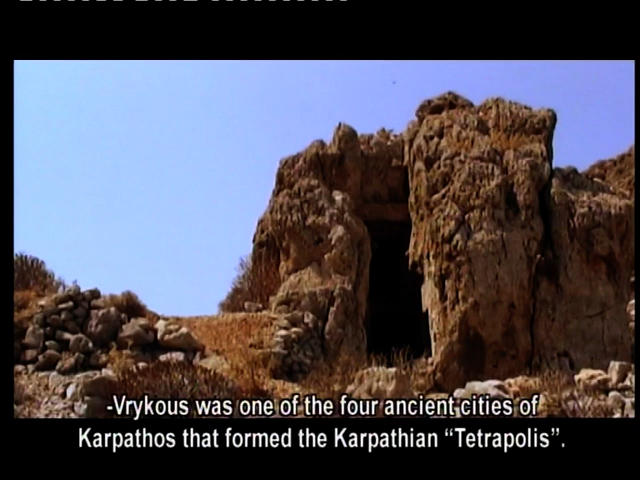 -Vrykous was one of the four ancient cities of
Karpathos that formed the Karpathian “Tetrapolis”.